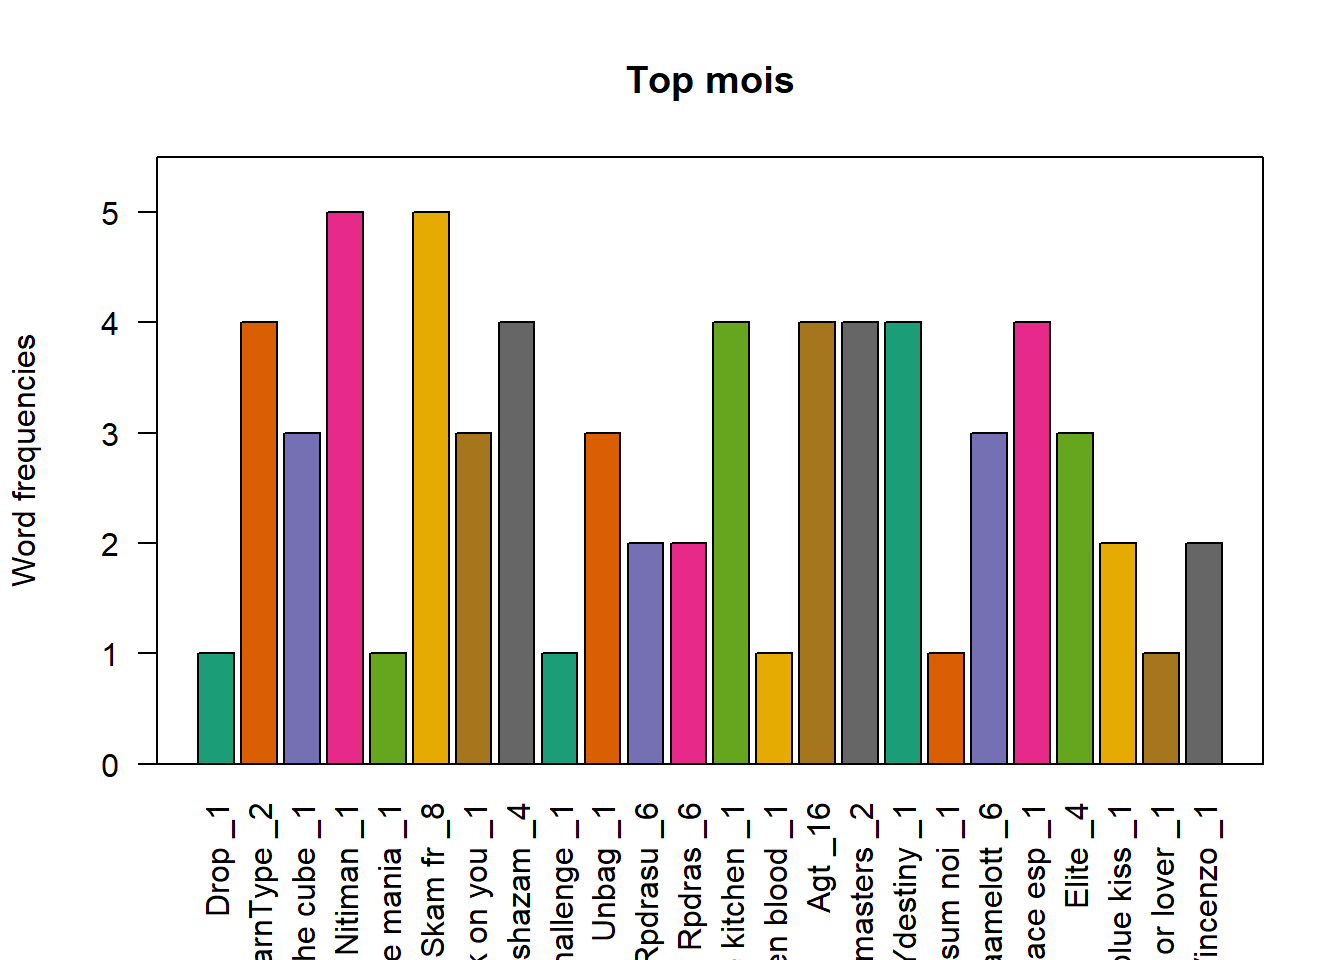 Top mois
Word frequencies
5
4
3
2
1
0
Drop _1
arnType _2
he cube _1
Nitiman _1
e mania _1
Skam fr _8
k on you _1
shazam _4
hallenge _1
Unbag _1
Rpdrasu _6
Rpdras _6
kitchen _1
en blood _1
Agt _16
masters _2
Ydestiny _1
sum noi _1
aamelott _6
ace esp _1
Elite _4
blue kiss _1
or lover _1
Vincenzo _1